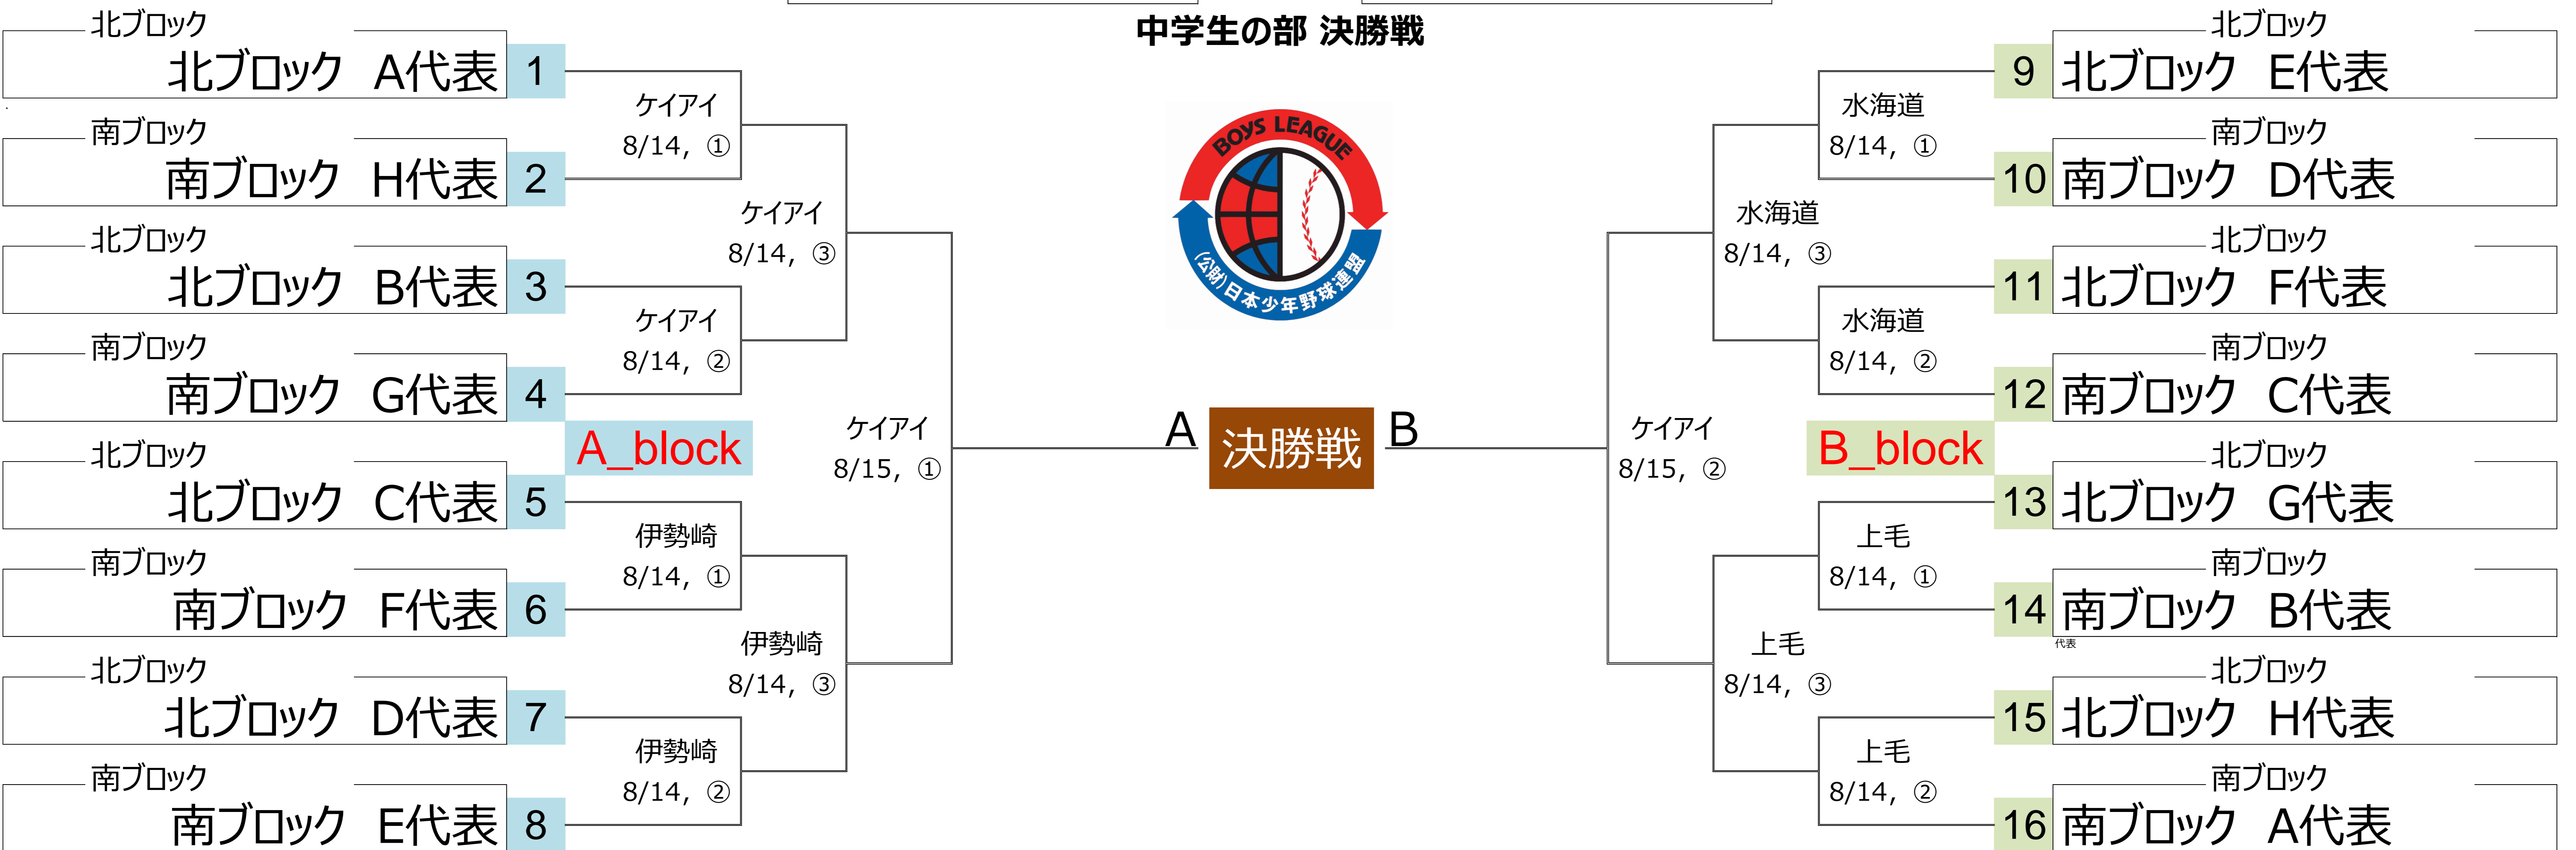 中学生の部 決勝戦
北ブロック
北ブロック A代表 1
南ブロック
南ブロック H代表 2
ケイアイ
8/14, ①
北ブロック
北ブロック B代表 3
南ブロック
南ブロック G代表 4
ケイアイ
8/14, ②
ケイアイ
8/14, ③
A_block
北ブロック
北ブロック C代表 5
南ブロック
南ブロック F代表 6
伊勢崎
8/14, ①
北ブロック
北ブロック D代表 7
南ブロック
南ブロック E代表 8
伊勢崎
8/14, ②
伊勢崎
8/14, ③
ケイアイ
8/15, ①
BOYS LEAGUE
(公財)日本少年野球連盟
A 決勝戦 B
北ブロック
9 北ブロック E代表
南ブロック
10 南ブロック D代表
水海道
8/14, ①
北ブロック
11 北ブロック F代表
南ブロック
12 南ブロック C代表
水海道
8/14, ②
水海道
8/14, ③
B_block
北ブロック
13 北ブロック G代表
南ブロック
14 南ブロック B代表
代表
上毛
8/14, ①
北ブロック
15 北ブロック H代表
南ブロック
16 南ブロック A代表
上毛
8/14, ②
上毛
8/14, ③
ケイアイ
8/15, ②